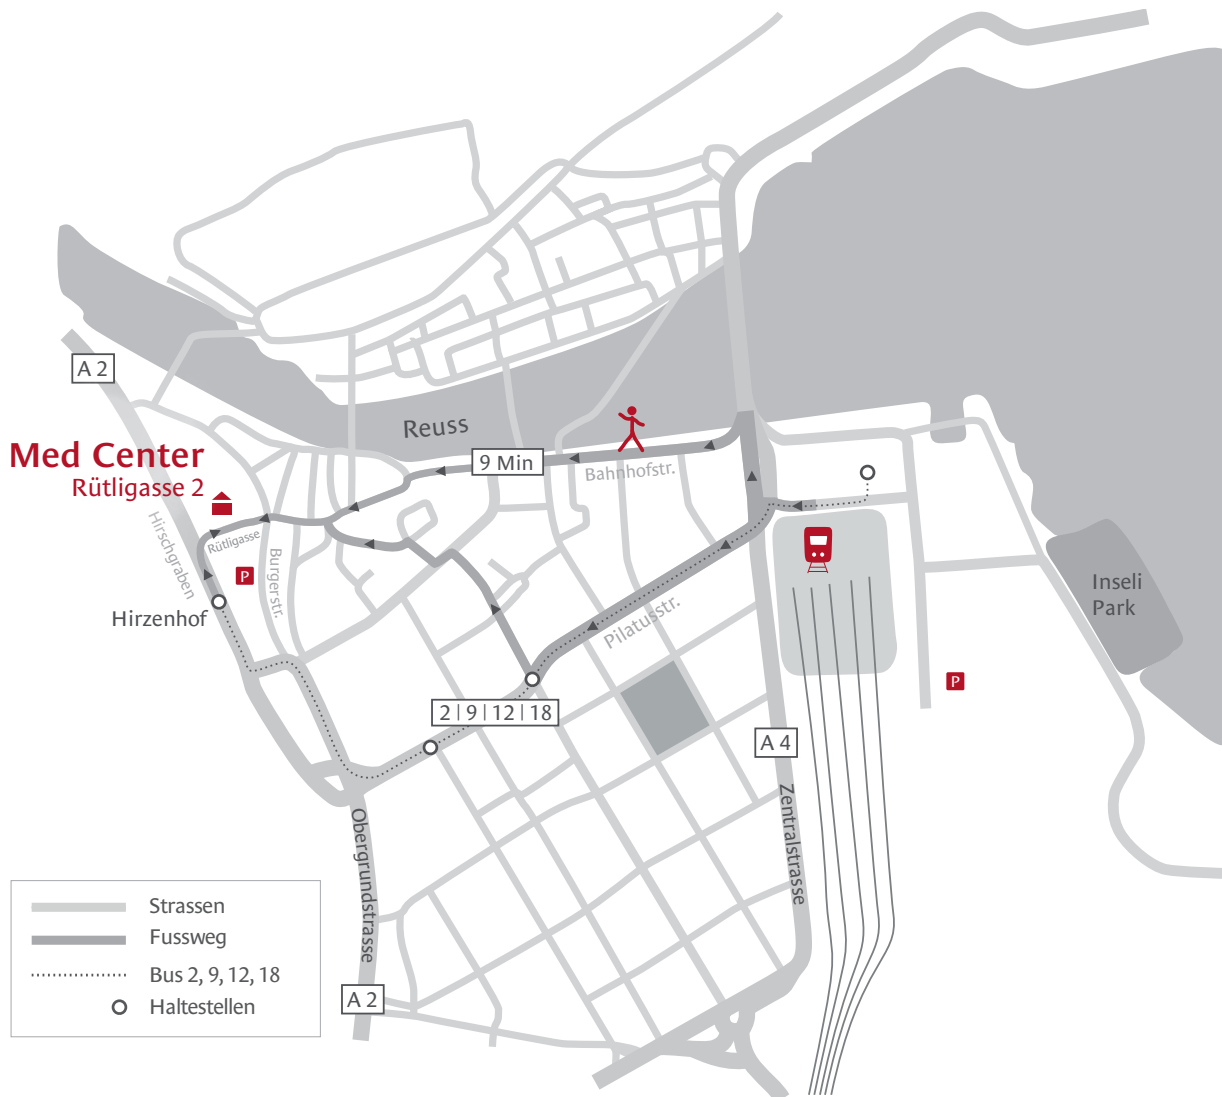 A 2
Reuss
Med Center
Rütligasse 2
9 Min
Bahnhofstr.
Hirschgraben
Rütligasse
Burgerstr.
P
Hirzenhof
Pilatusstr.
Inseli
Park
P
2 | 9 | 12 | 18
A 4
Zentralstrasse
Obergrundstrasse
A 2
Strassen
Fussweg
Bus 2, 9, 12, 18
Haltestellen